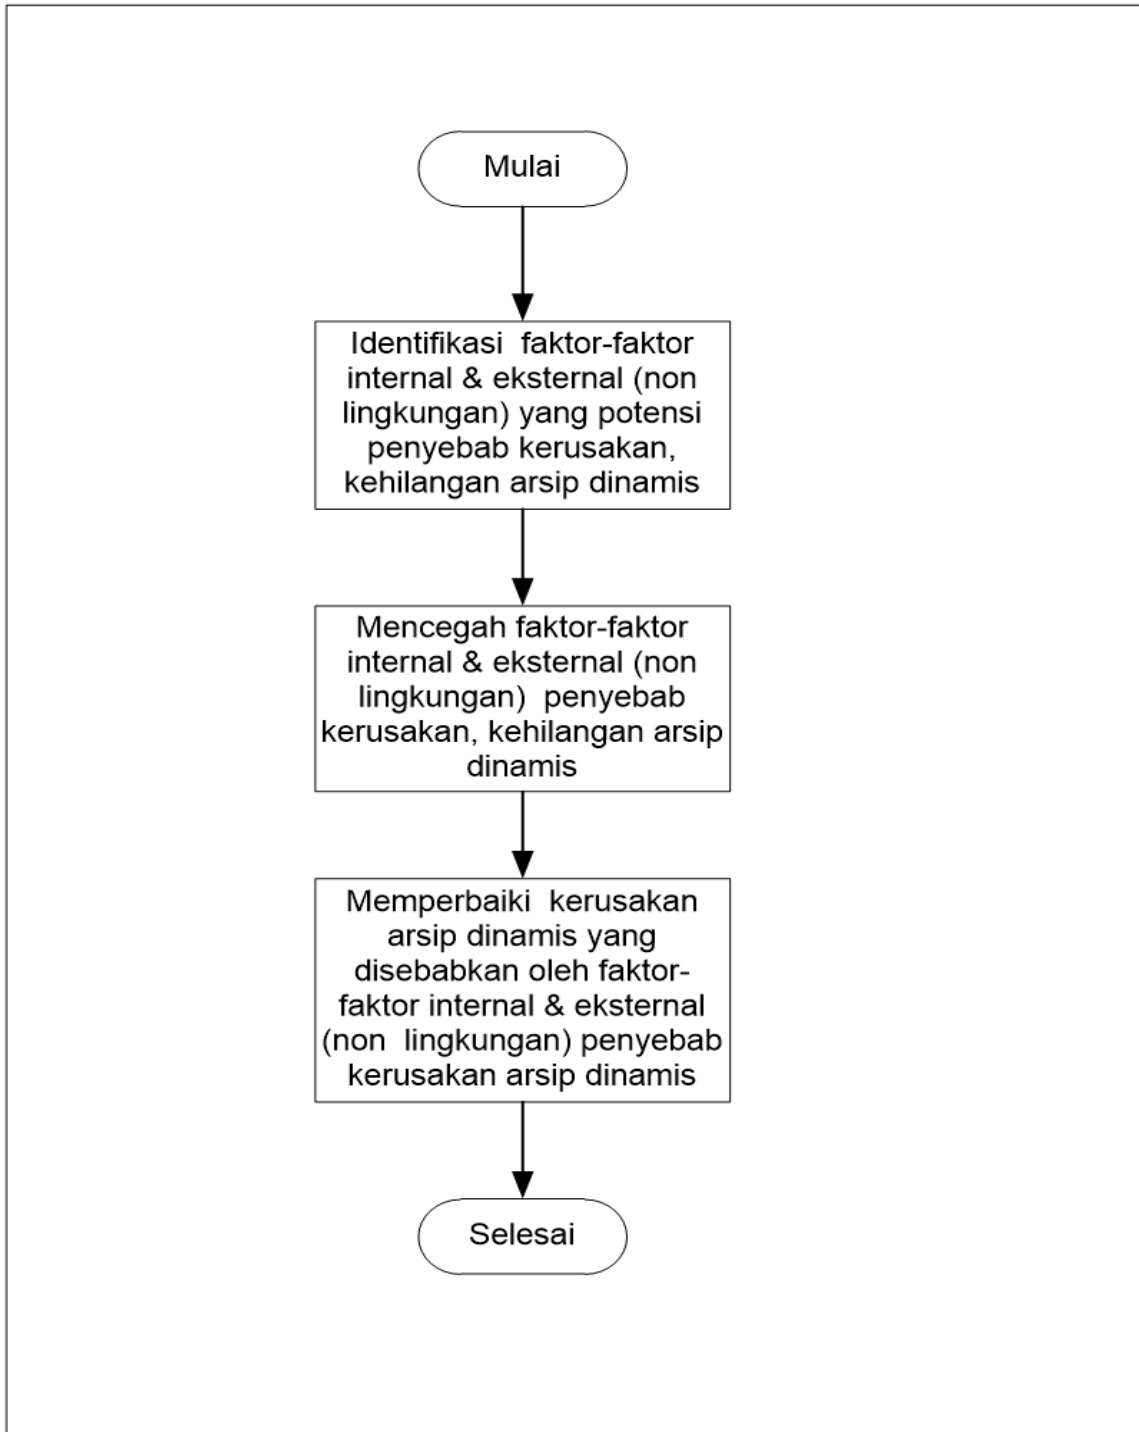 Mulai
Identifikasi  faktor-faktor
internal & eksternal (non
lingkungan) yang potensi
penyebab kerusakan,
kehilangan arsip dinamis
Mencegah faktor-faktor
internal & eksternal (non
lingkungan)  penyebab
kerusakan, kehilangan arsip
dinamis
Memperbaiki  kerusakan
arsip dinamis yang
disebabkan oleh faktor-
faktor internal & eksternal
(non  lingkungan) penyebab
kerusakan arsip dinamis
Selesai